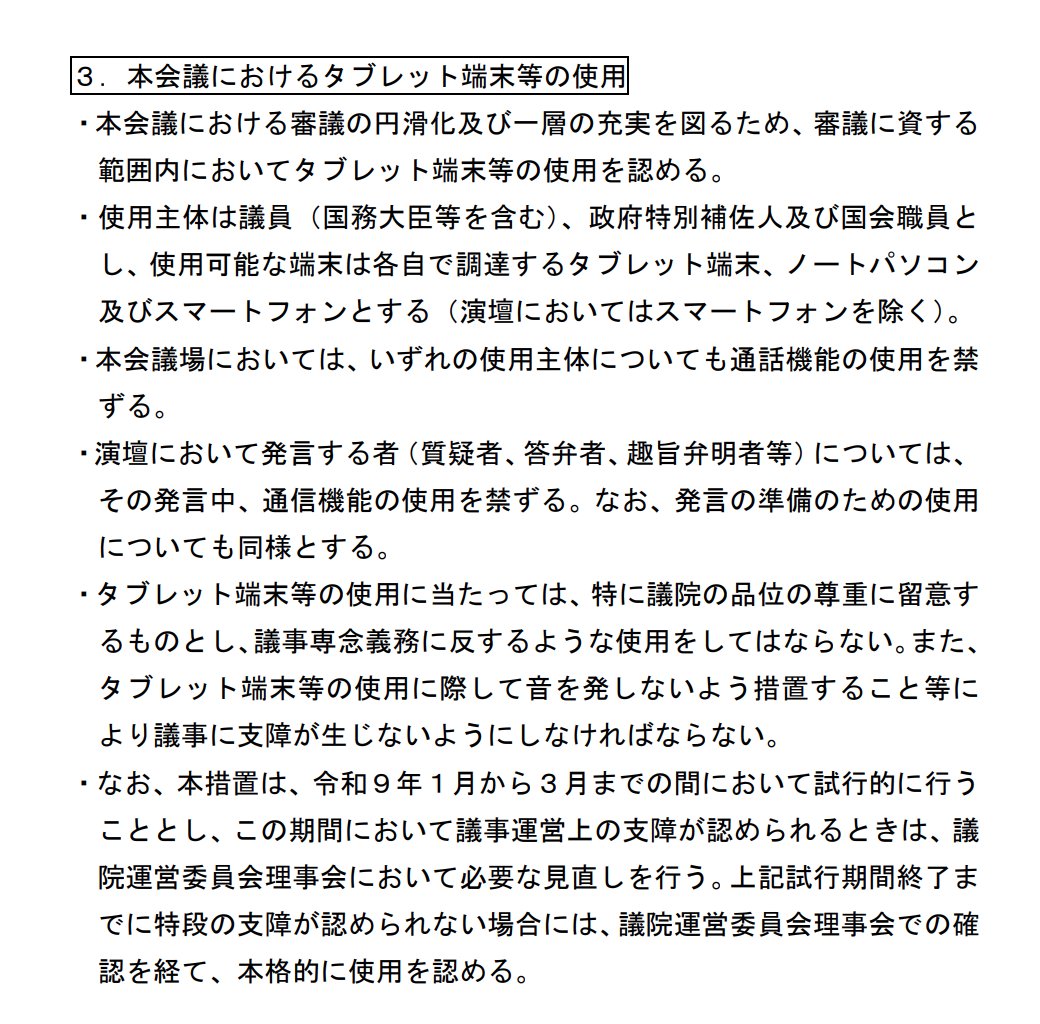 ３．本会議におけるタブレット端末等の使用
・本会議における審議の円滑化及び一層の充実を図るため、審議に資する
範囲内においてタブレット端末等の使用を認める。
・使用主体は議員（国務大臣等を含む）、政府特別補佐人及び国会職員と
し、使用可能な端末は各自で調達するタブレット端末、ノートパソコン
及びスマートフォンとする（演壇においてはスマートフォンを除く）。
・本会議場においては、いずれの使用主体についても通話機能の使用を禁
ずる。
・演壇において発言する者（質疑者、答弁者、趣旨弁明者等）については、
その発言中、通信機能の使用を禁ずる。なお、発言の準備のための使用
についても同様とする。
・タブレット端末等の使用に当たっては、特に議院の品位の尊重に留意す
るものとし、議事専念義務に反するような使用をしてはならない。また、
タブレット端末等の使用に際して音を発しないよう措置すること等に
より議事に支障が生じないようにしなければならない。
・なお、本措置は、令和９年１月から３月までの間において試行的に行う
こととし、この期間において議事運営上の支障が認められるときは、議
院運営委員会理事会において必要な見直しを行う。上記試行期間終了ま
でに特段の支障が認められない場合には、議院運営委員会理事会での確
認を経て、本格的に使用を認める。